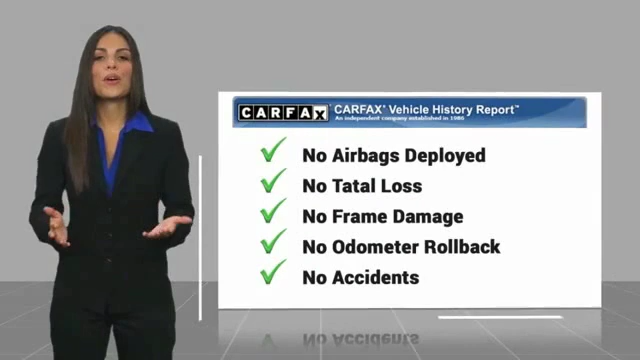 CARFAX CARFAX® Vehicle History Report™
An independent company established in 1986
No Airbags Deployed
No Tatal Loss
No Frame Damage
No Odometer Rollback
No Accidents